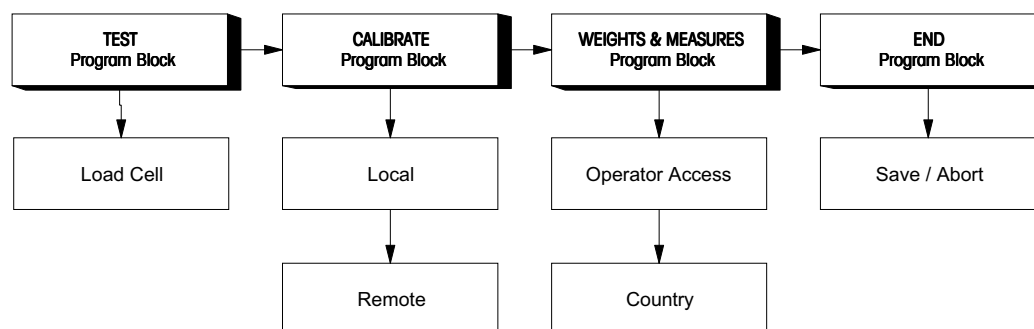 TEST
Program Block
CALIBRATE
Program Block
WEIGHTS & MEASURES
Program Block
END
Program Block
Load Cell
Local
Operator Access
Save / Abort
Remote
Country